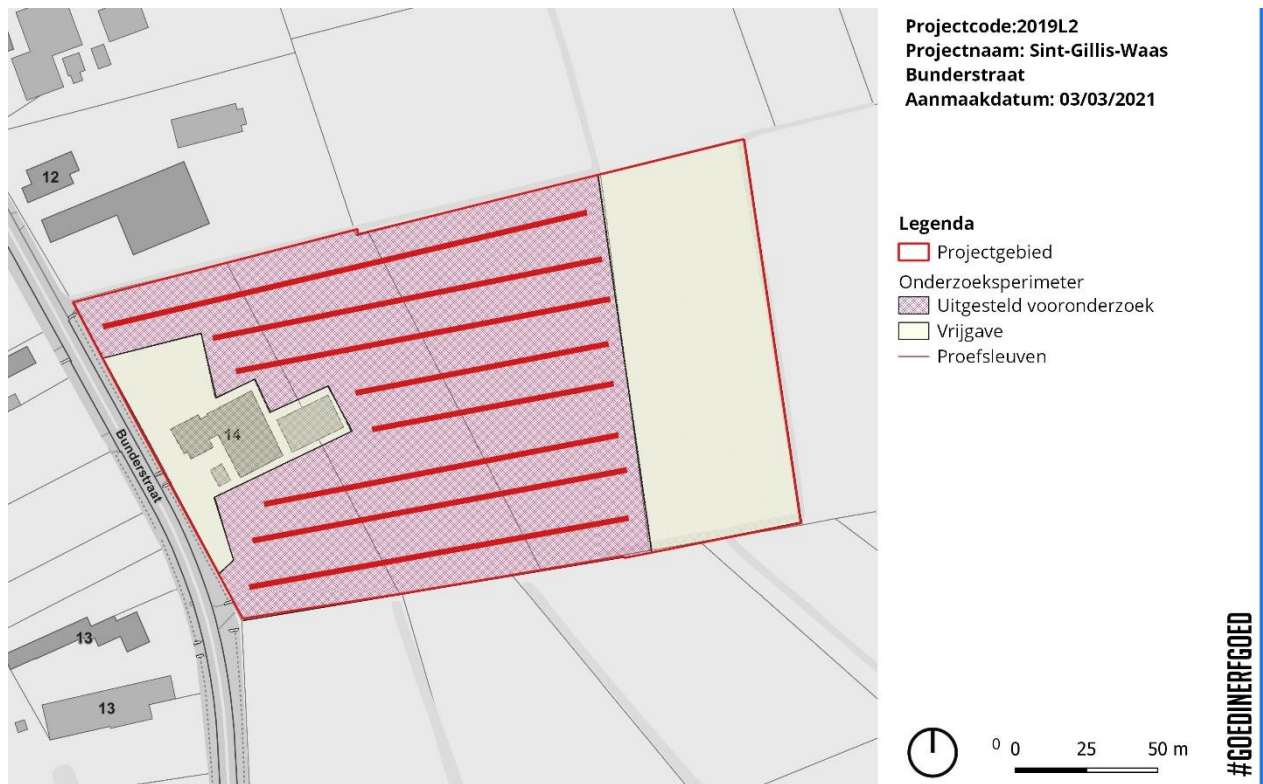 Projectcode:2019L2
Projectnaam: Sint-Gillis-Waas
Bunderstraat
Aanmaakdatum: 03/03/2021
Legenda
Projectgebied
Onderzoeksperimeter
Uitgesteld vooronderzoek
Vrijgave
Proefsleuven
12
14
Bunderstraat
13
13
0 0 25 50 m
#GOEDINERFGOED